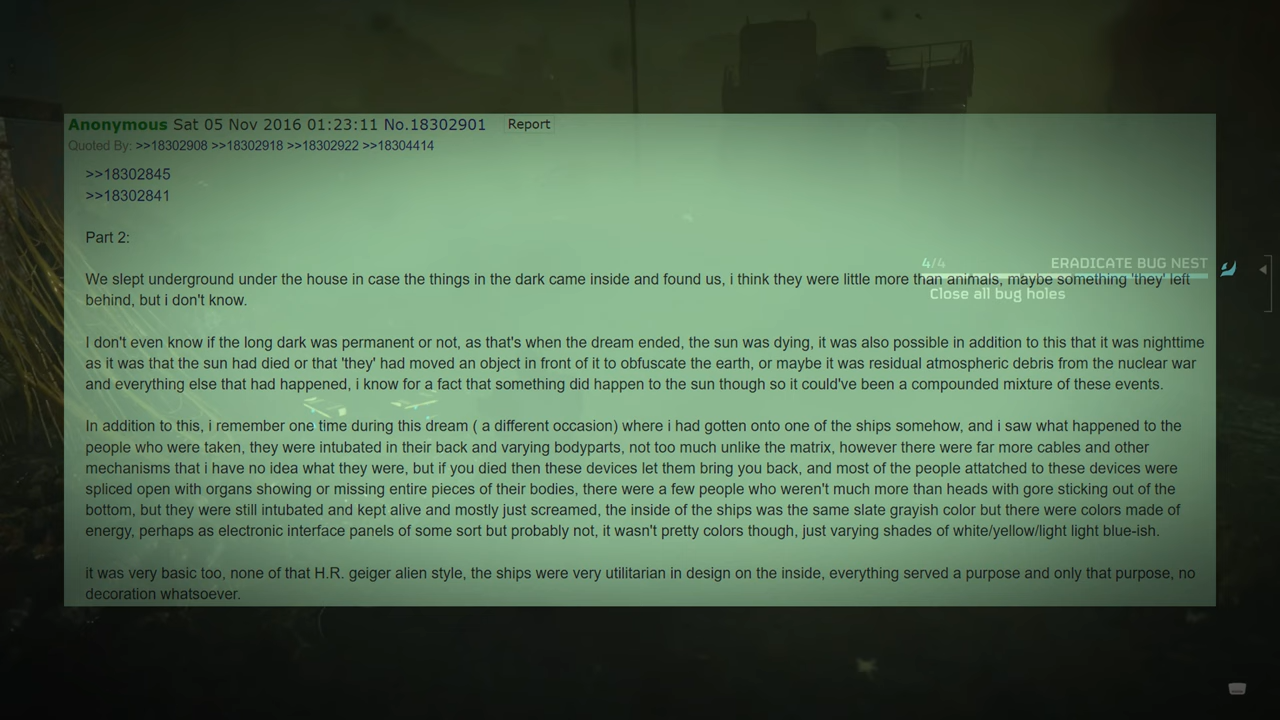 Anonymous Sat 05 Nov 2016 01:23:11 No.18302901 Report
Quoted By: >>18302908 >>18302918 >>18302922 >>18304414
>>18302845
>>18302841
Part 2:
4/4 ERADICATE BUG NEST
We slept underground under the house in case the things in the dark came inside and found us, i think they were little more than animals, maybe something 'they' left
Close all bug holes
behind, but i don't know.
I don't even know if the long dark was permanent or not, as that's when the dream ended, the sun was dying, it was also possible in addition to this that it was nighttime
as it was that the sun had died or that 'they' had moved an object in front of it to obfuscate the earth, or maybe it was residual atmospheric debris from the nuclear war
and everything else that had happened, i know for a fact that something did happen to the sun though so it could've been a compounded mixture of these events.
In addition to this, i remember one time during this dream ( a different occasion) where i had gotten onto one of the ships somehow, and i saw what happened to the
people who were taken, they were intubated in their back and varying bodyparts, not too much unlike the matrix, however there were far more cables and other
mechanisms that i have no idea what they were, but if you died then these devices let them bring you back, and most of the people attatched to these devices were
spliced open with organs showing or missing entire pieces of their bodies, there were a few people who weren't much more than heads with gore sticking out of the
bottom, but they were still intubated and kept alive and mostly just screamed, the inside of the ships was the same slate grayish color but there were colors made of
energy, perhaps as electronic interface panels of some sort but probably not, it wasn't pretty colors though, just varying shades of white/yellow/light light blue-ish.
it was very basic too, none of that H.R. geiger alien style, the ships were very utilitarian in design on the inside, everything served a purpose and only that purpose, no
decoration whatsoever.